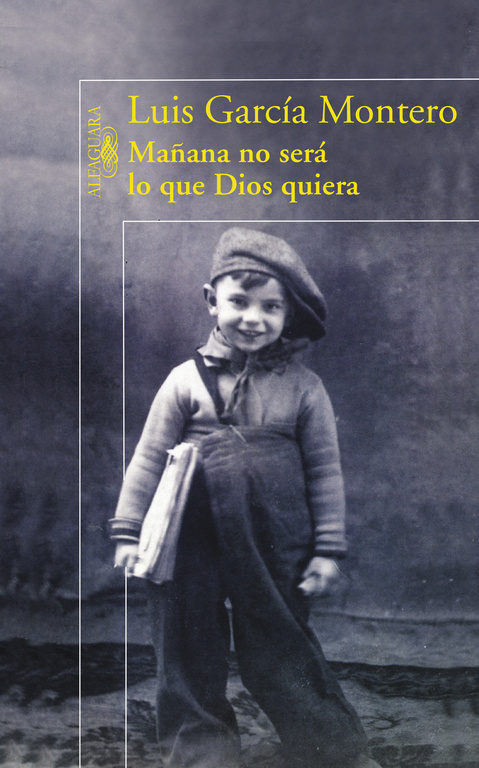 Luis García Montero
Mañana no será
lo que Dios quiera
ALFAGUARA